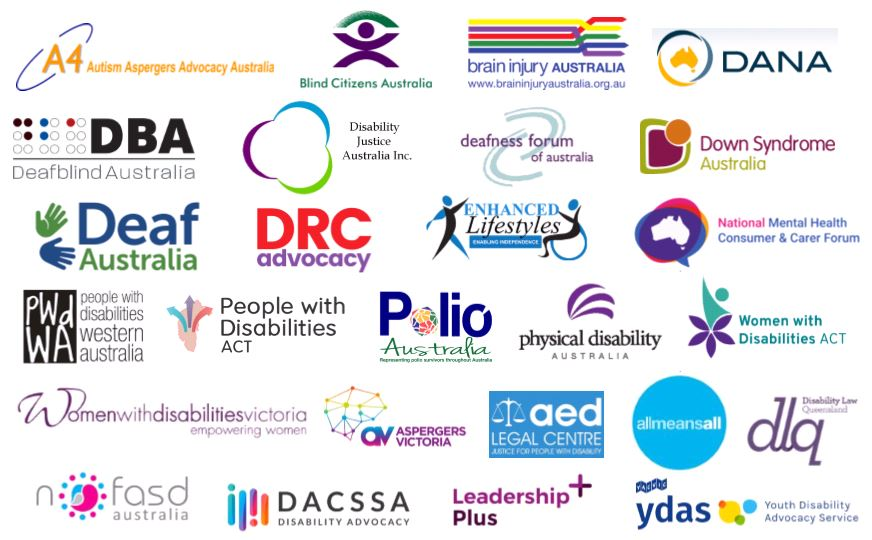 A4 Autism Aspergers Advocacy Australia
Blind Citizens Australia
brain injury AUSTRALIA
www.braininjuryaustralia.org.au
DANA
DBA
Deafblind Australia
Disability
Justice
Australia Inc.
deafness forum
of australia
Down Syndrome
Australia
Deaf
Australia
DRC
advocacy
ENHANCED
Lifestyles
ENABLING INDEPENDENCE
National Mental Health
Consumer & Carer Forum
PWd
WA
people with
disabilities
western
australia
People with
Disabilities
ACT
Polio
Australia
Representing polio survivors throughout Australia
physical disability
AUSTRALIA
Women with
Disabilities ACT
Womenwithdisabilitiesvictoria
empowering women
av ASPERGERS
VICTORIA
aed
LEGAL CENTRE
JUSTICE FOR PEOPLE WITH DISABILITY
allmeansall
Disability Law
Queensland
dlq
nofasd
australia
DACSSA
DISABILITY ADVOCACY
Leadership+
Plus
ydas
Youth Disability
Advocacy Service